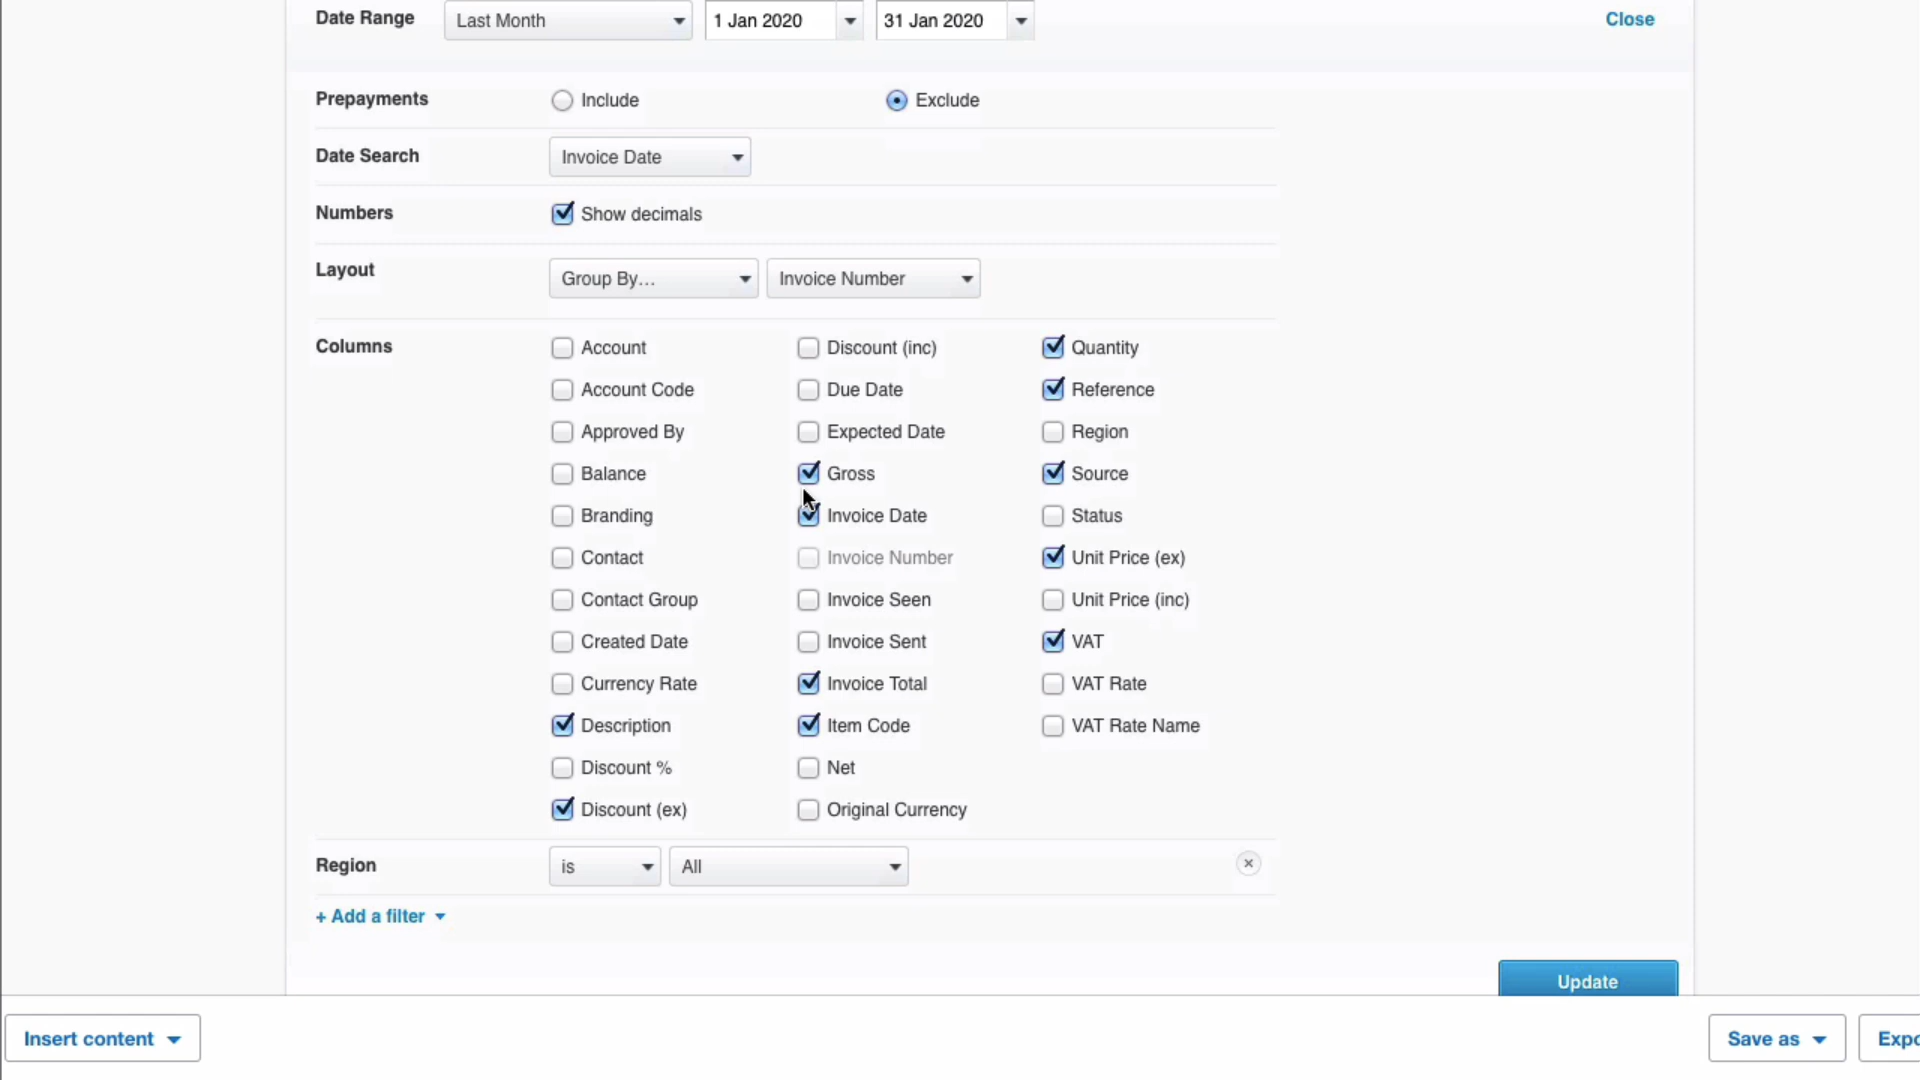 Date Range Last Month 1 Jan 2020 31 Jan 2020 Close
Prepayments Include Exclude
Date Search Invoice Date
Numbers Show decimals
Layout Group By... Invoice Number
Columns Account Discount (inc) Quantity
Account Code Due Date Reference
Approved By Expected Date Region
Balance Gross Source
Branding Invoice Date Status
Contact Invoice Number Unit Price (ex)
Contact Group Invoice Seen Unit Price (inc)
Created Date Invoice Sent VAT
Currency Rate Invoice Total VAT Rate
Description Item Code VAT Rate Name
Discount % Net
Discount (ex) Original Currency
Region is All
+ Add a filter
Update
Insert content Save as Expo